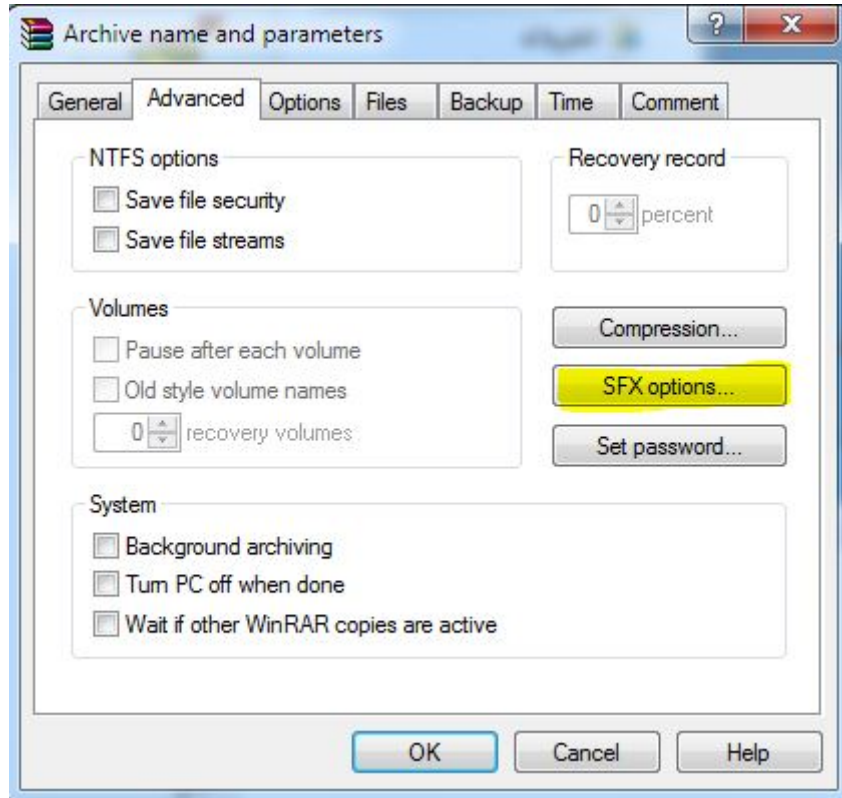 Archive name and parameters
General Advanced Options Files Backup Time Comment
NTFS options
Save file security
Save file streams
Recovery record
0 percent
Volumes
Pause after each volume
Old style volume names
0 recovery volumes
Compression...
SFX options...
Set password...
System
Background archiving
Turn PC off when done
Wait if other WinRAR copies are active
OK Cancel Help